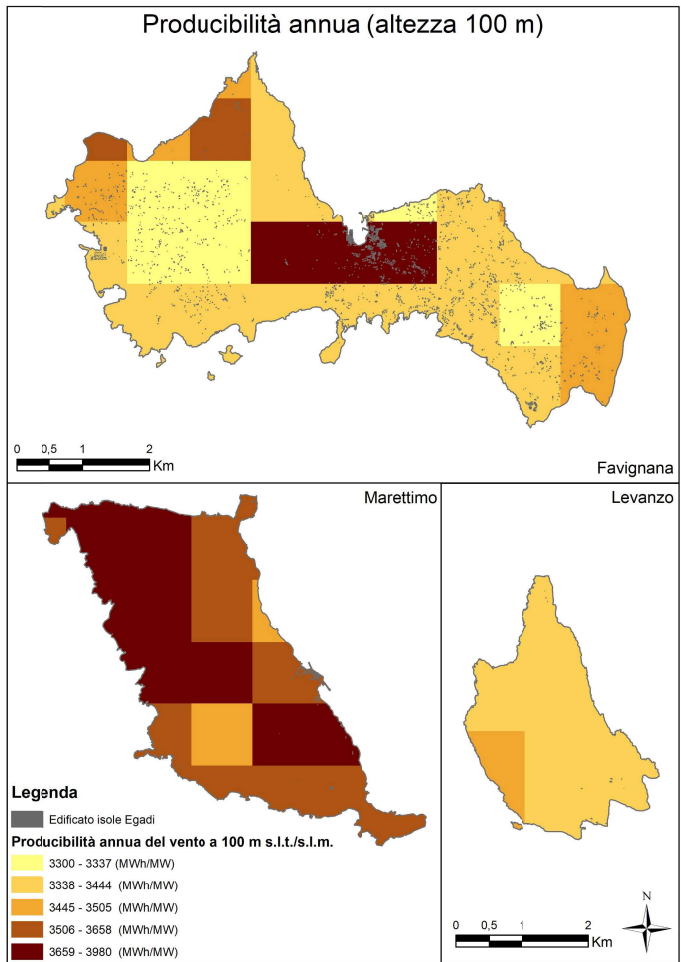 Producibilità annua (altezza 100 m)
0 0,5 1 2
Km
Favignana
Marettimo
Levanzo
Legenda
Edificato isole Egadi
Producibilità annua del vento a 100 m s.l.t./s.l.m.
3300 - 3337 (MWh/MW)
3338 - 3444 (MWh/MW)
3445 - 3505 (MWh/MW)
3506 - 3658 (MWh/MW)
3659 - 3980 (MWh/MW)
0 0,5 1 2
Km
N